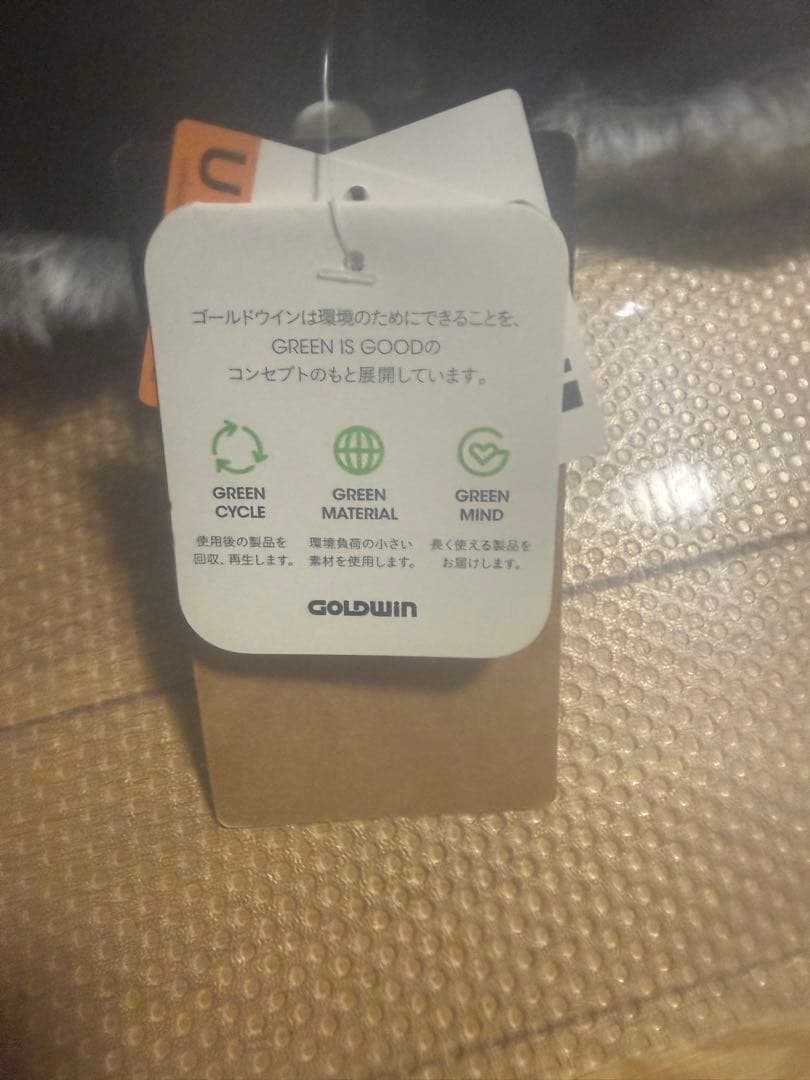 U
ゴールドウインは環境のためにできることを、
GREEN IS GOODの
コンセプトのもと展開しています。
GREEN CYCLE
使用後の製品を
回収、再生します。
GREEN MATERIAL
環境負荷の小さい
素材を使用します。
GREEN MIND
長く使える製品を
お届けします。
GOLDWIN